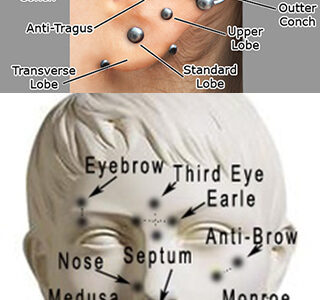 Outter
Conch
Anti-Tragus
Upper
Lobe
Transverse
Lobe
Standard
Lobe
Eyebrow
Third Eye
Earle
Anti-Brow
Septum
Nose
Medusa
Monroe